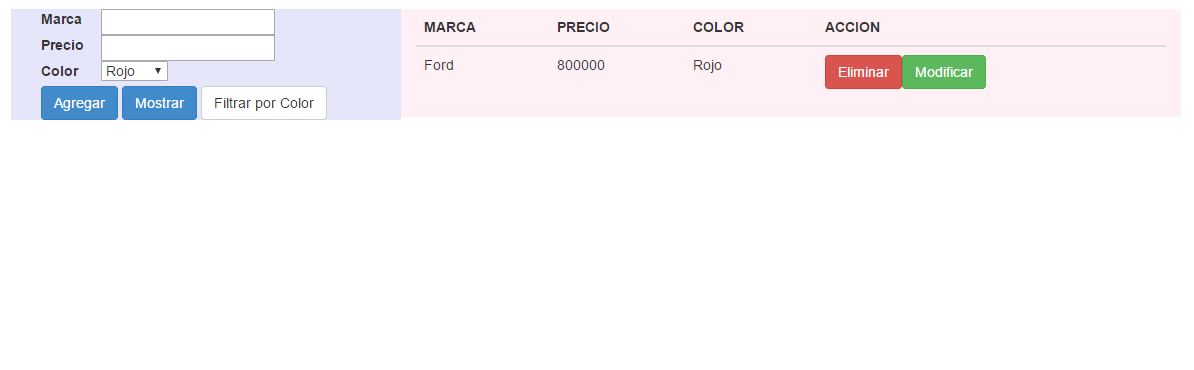 Marca
Precio
Color Rojo
Agregar Mostrar Filtrar por Color
MARCA PRECIO COLOR ACCION
Ford 800000 Rojo Eliminar Modificar